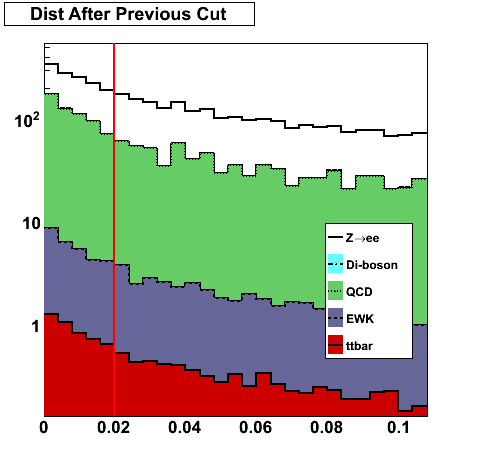 Dist After Previous Cut
10²
10
1
Z→ee
Di-boson
QCD
EWK
ttbar
0 0.02 0.04 0.06 0.08 0.1